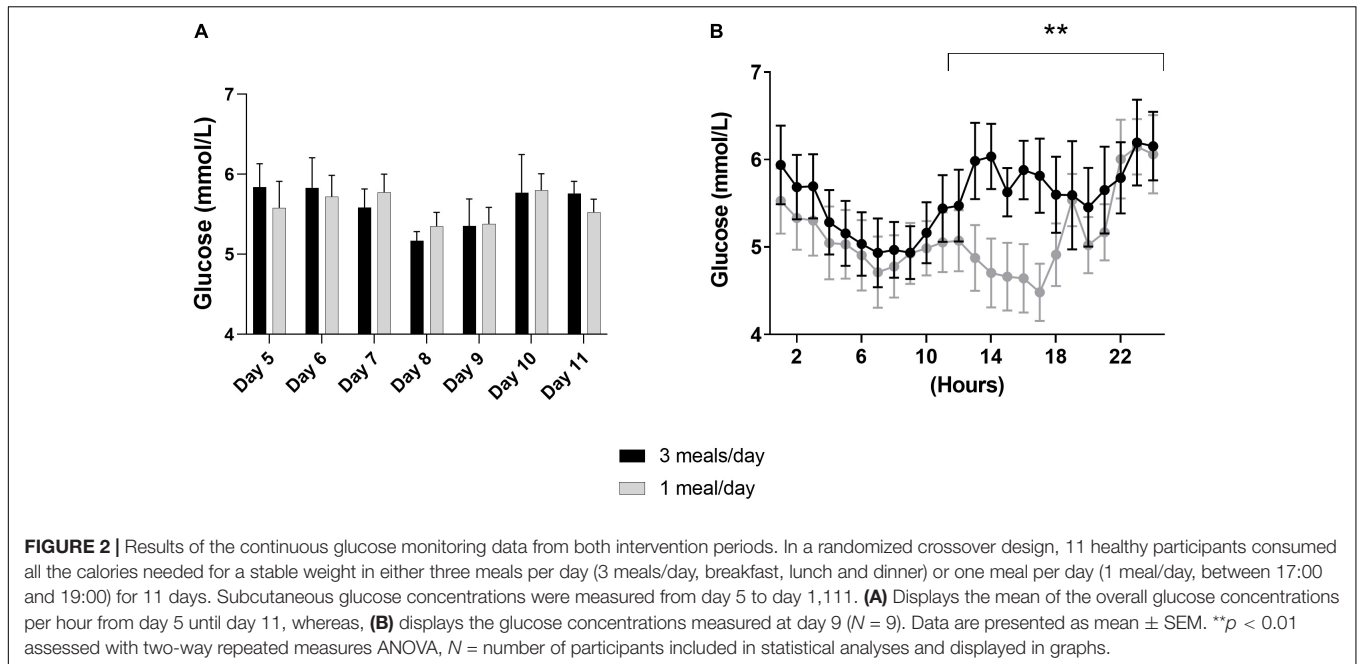 A
B
**
Glucose (mmol/L)
7
6
5
4
Day 5
Day 6
Day 7
Day 8
Day 9
Day 10
Day 11
Glucose (mmol/L)
7
6
5
4
2
6
10
14
18
22
(Hours)
3 meals/day
1 meal/day
FIGURE 2 | Results of the continuous glucose monitoring data from both intervention periods. In a randomized crossover design, 11 healthy participants consumed
all the calories needed for a stable weight in either three meals per day (3 meals/day, breakfast, lunch and dinner) or one meal per day (1 meal/day, between 17:00
and 19:00) for 11 days. Subcutaneous glucose concentrations were measured from day 5 to day 1,111. (A) Displays the mean of the overall glucose concentrations
per hour from day 5 until day 11, whereas, (B) displays the glucose concentrations measured at day 9 (N = 9). Data are presented as mean ± SEM. **p < 0.01
assessed with two-way repeated measures ANOVA, N = number of participants included in statistical analyses and displayed in graphs.